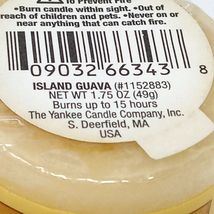 To Prevent Fire
•Burn candle within sight. •Out of
reach of children and pets. •Never on or
near anything that can catch fire.
09032 66343 8
ISLAND GUAVA (#1152883)
NET WT 1.75 OZ (49g)
Burns up to 15 hours
The Yankee Candle Company, Inc.
S. Deerfield, MA
USA